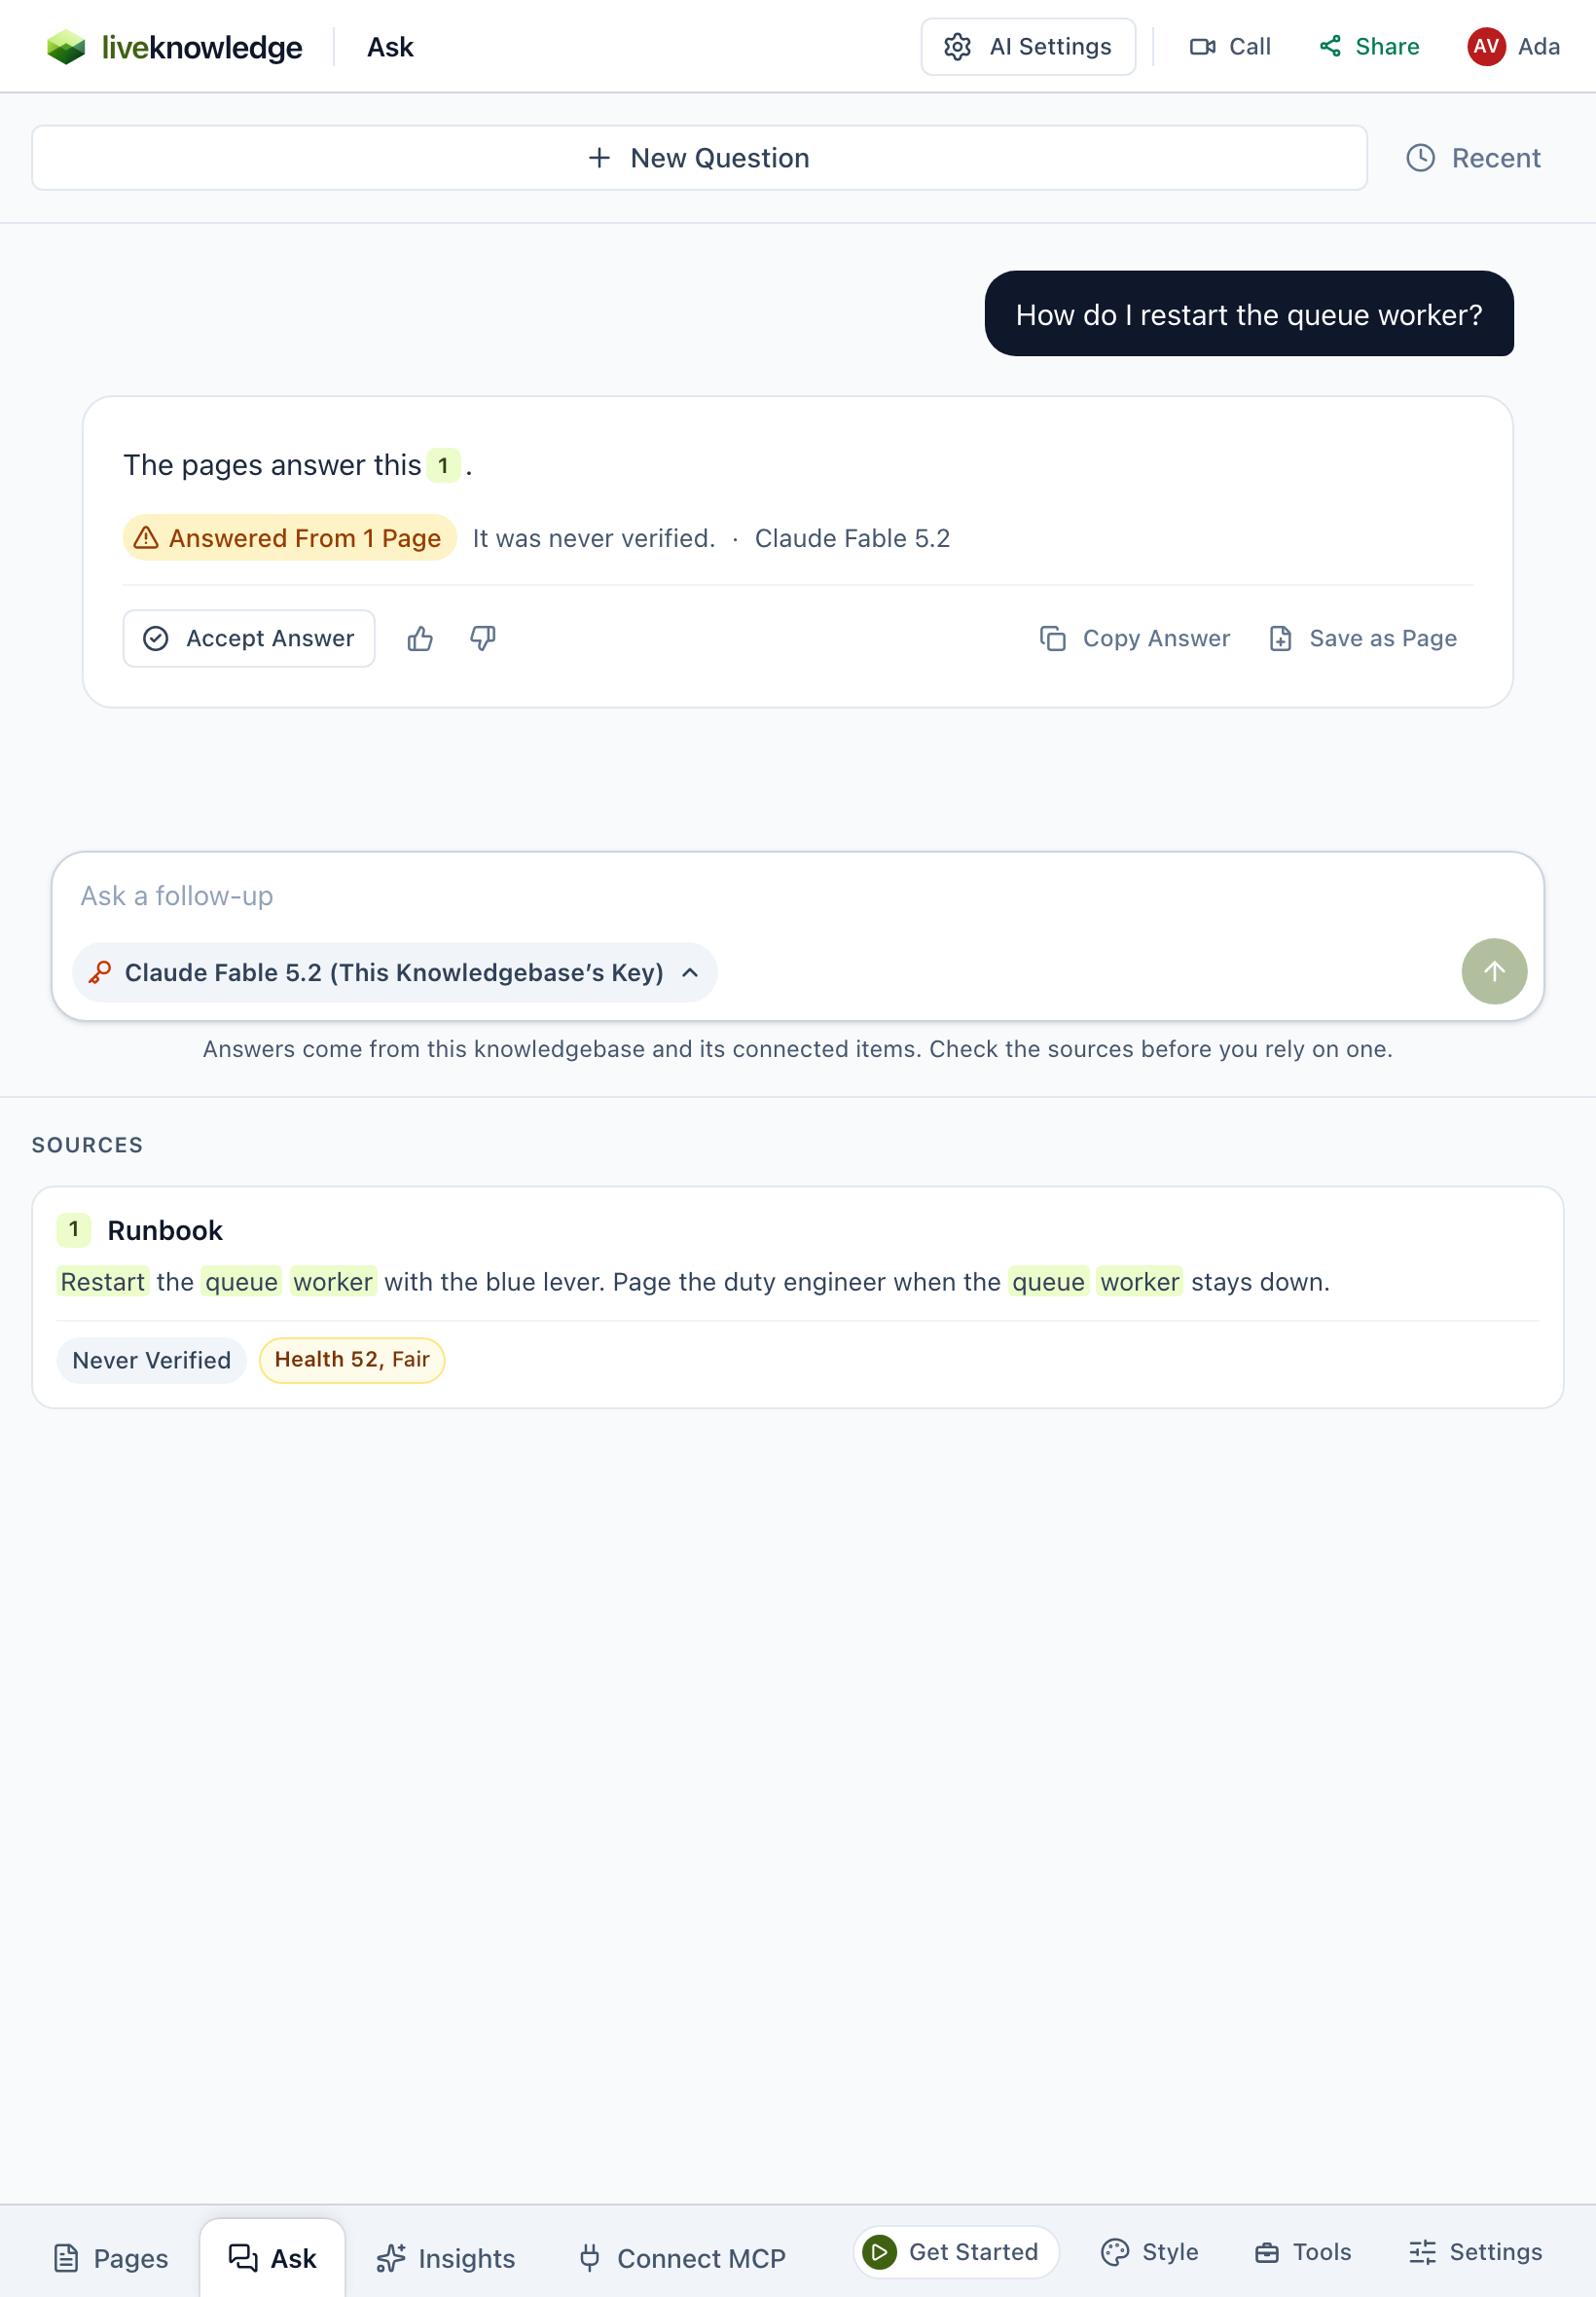 liveknowledge Ask AI Settings Call Share AV Ada
New Question Recent
How do I restart the queue worker?
The pages answer this 1 .
Answered From 1 Page It was never verified. · Claude Fable 5.2
Accept Answer Copy Answer Save as Page
Ask a follow-up
Claude Fable 5.2 (This Knowledgebase’s Key)
Answers come from this knowledgebase and its connected items. Check the sources before you rely on one.
SOURCES
1 Runbook
Restart the queue worker with the blue lever. Page the duty engineer when the queue worker stays down.
Never Verified Health 52, Fair
Pages Ask Insights Connect MCP Get Started Style Tools Settings